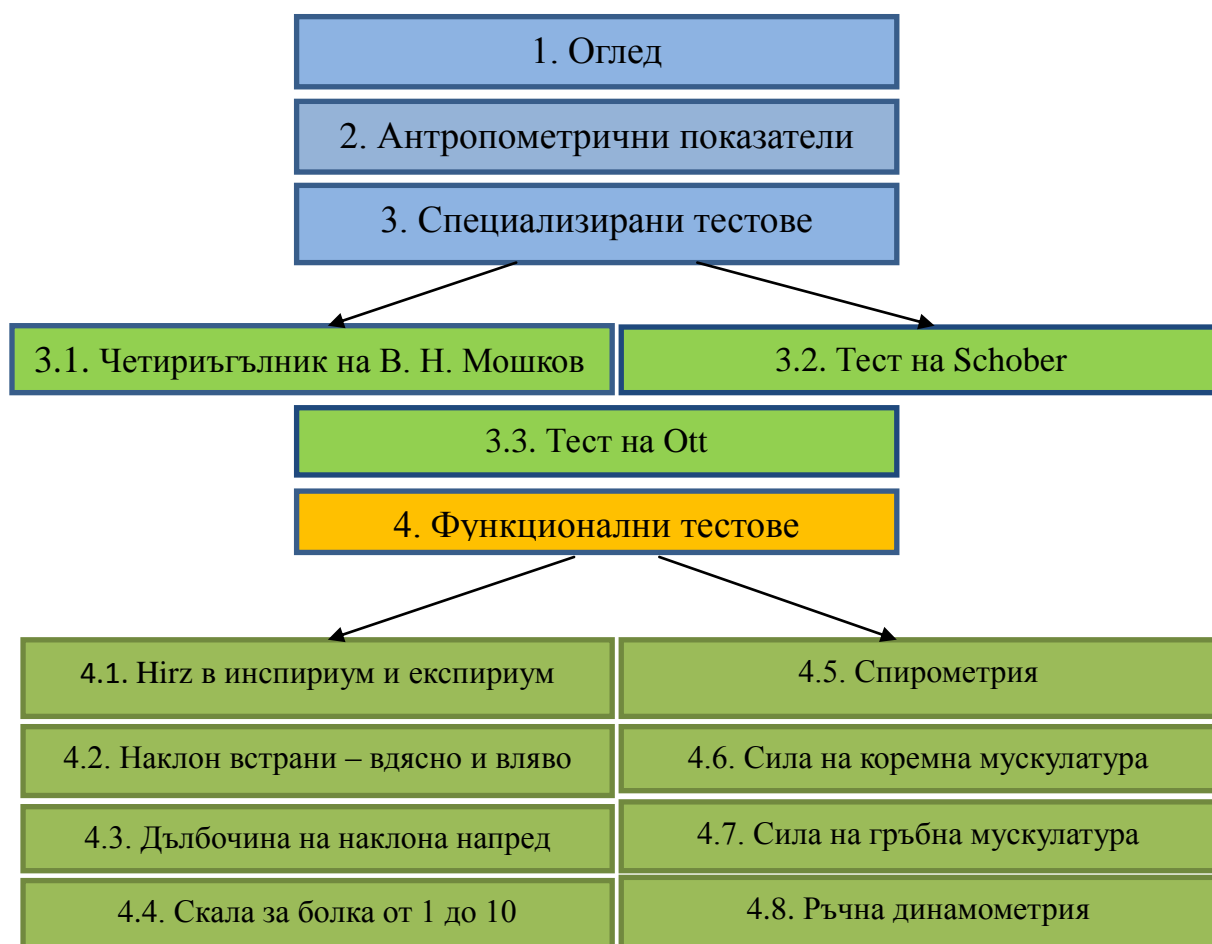 1. Оглед
2. Антропометрични показатели
3. Специализирани тестове
3.1. Четириъгълник на В. Н. Мошков
3.2. Тест на Schober
3.3. Тест на Ott
4. Функционални тестове
4.1. Hirz в инспириум и експириум
4.5. Спирометрия
4.2. Наклон встрани – вдясно и вляво
4.6. Сила на коремна мускулатура
4.3. Дълбочина на наклона напред
4.7. Сила на гръбна мускулатура
4.4. Скала за болка от 1 до 10
4.8. Ръчна динамометрия